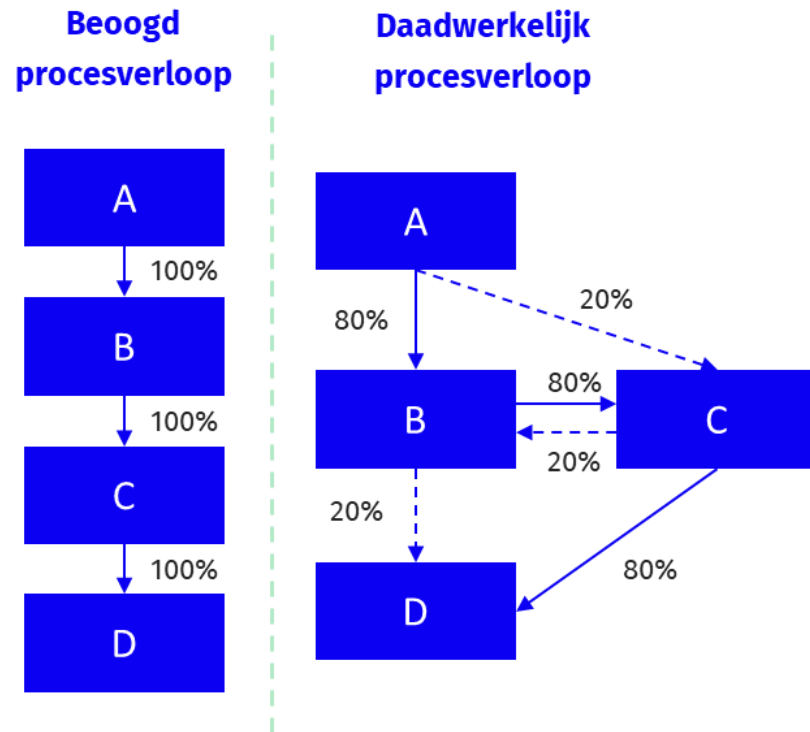 Beoogd
procesverloop
A
100%
B
100%
C
100%
D
Daadwerkelijk
procesverloop
A
80%
20%
B
80%
20%
C
20%
80%
D